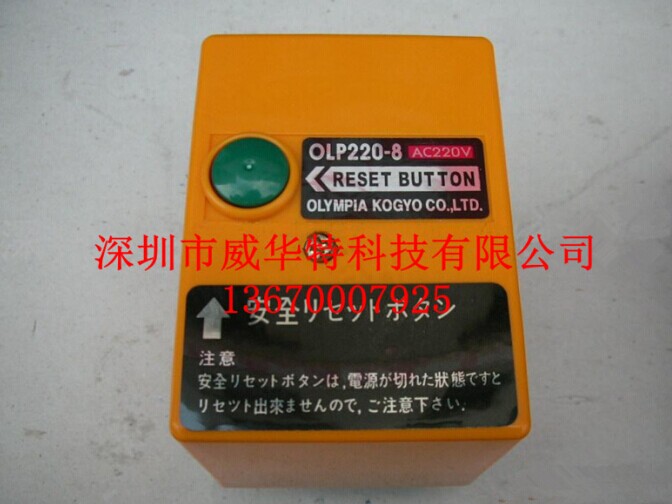 OLP220-8 AC220V
RESET BUTTON
OLYMPiA KOGYO CO.,LTD.
深圳市威华特科技有限公司
13670007925
安全リセットボタン
注意
安全リセットボタンは,電源が切れた狀態ですと
リセット出來ませんので,ご注意下さい.